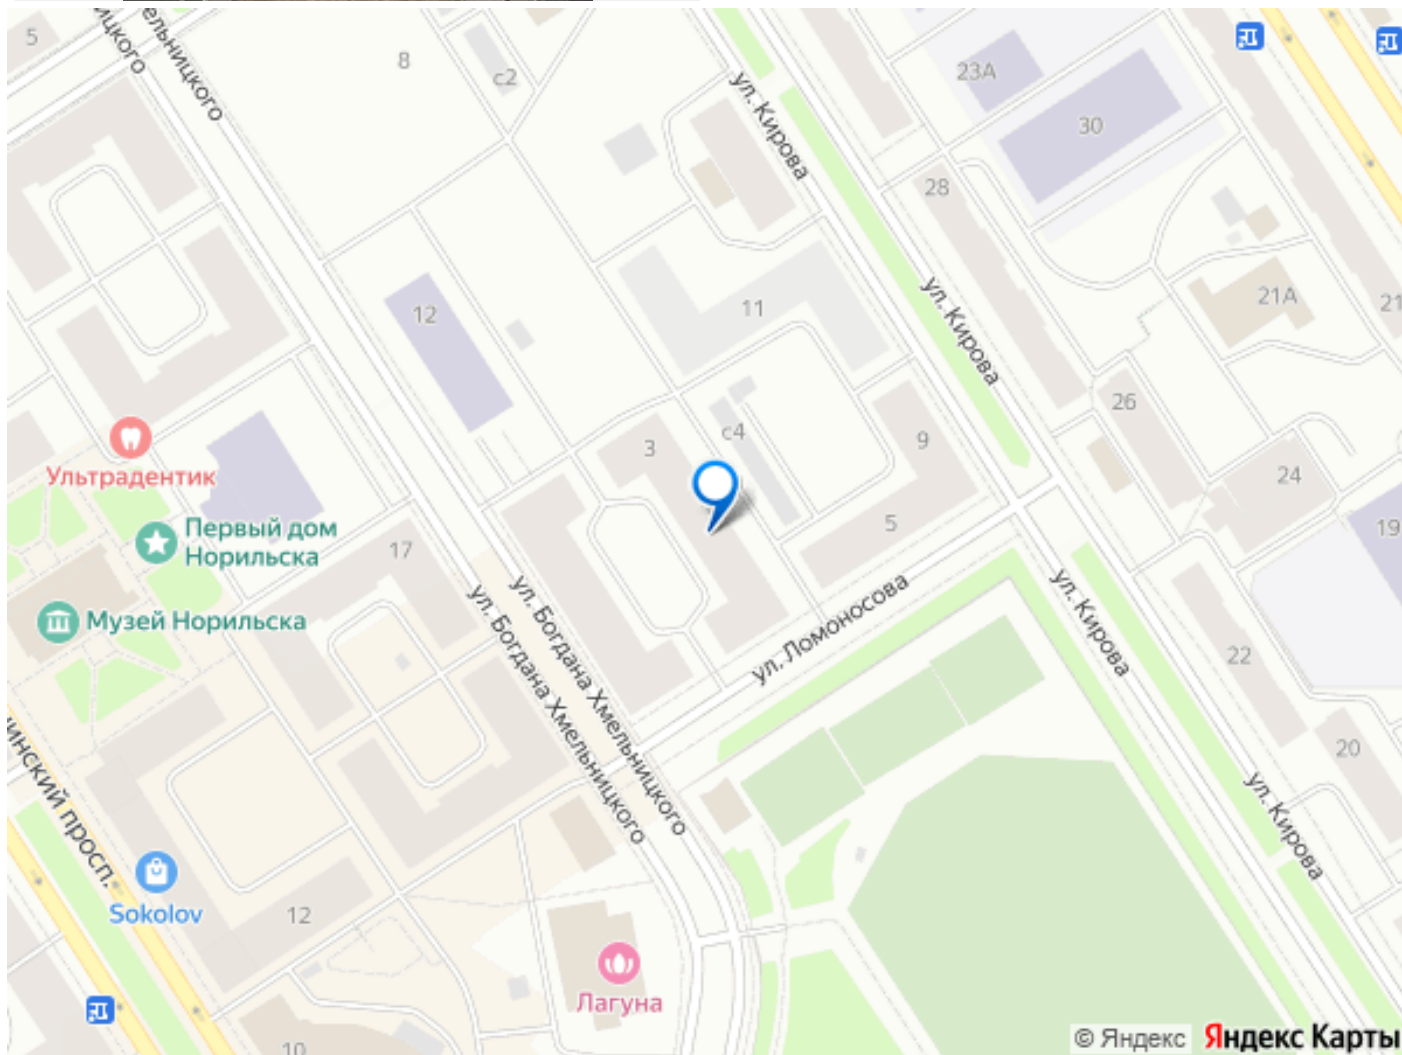 5
ицкого
ельницкого
8
с2
ул. Кирова
23А
30
28
12
11
ул. Кирова
21А
21
26
3
с4
9
Ультрадентик
24
5
19
Первый дом
Норильска
17
ул. Богдана Хмельницкого
ул. Богдана Хмельницкого
ул. Ломоносова
ул. Кирова
Музей Норильска
22
инский просп.
20
ул. Кирова
Sokolov
12
Лагуна
10
© Яндекс Яндекс Карты